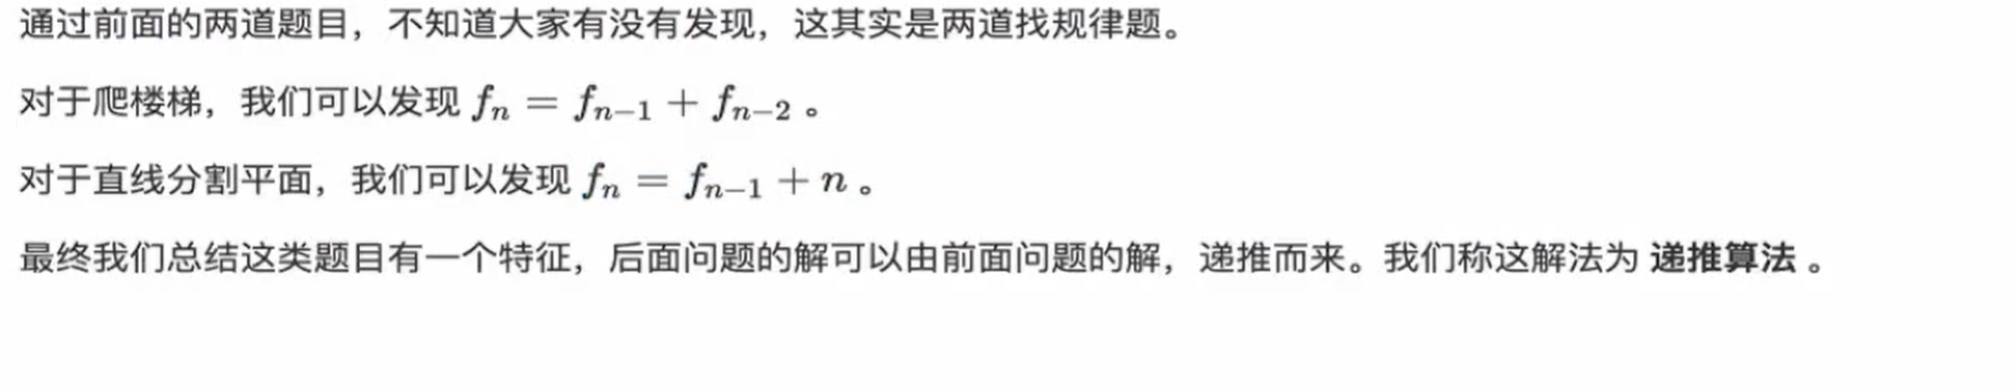 通过前面的两道题目，不知道大家有没有发现，这其实是两道找规律题。
对于爬楼梯，我们可以发现 fₙ = fₙ₋₁ + fₙ₋₂ 。
对于直线分割平面，我们可以发现 fₙ = fₙ₋₁ + n 。
最终我们总结这类题目有一个特征，后面问题的解可以由前面问题的解，递推而来。我们称这解法为 递推算法 。